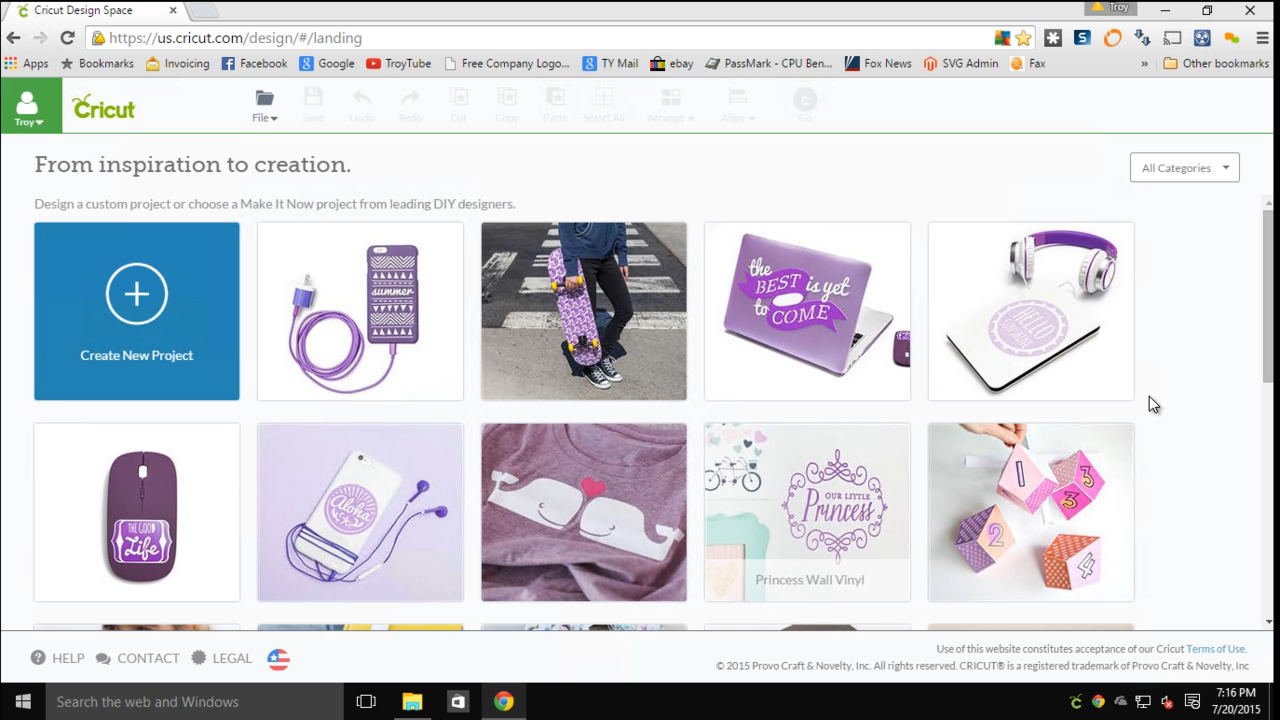 Cricut Design Space
Troy
https://us.cricut.com/design/#/landing
Apps Bookmarks Invoicing Facebook Google TroyTube Free Company Logo... TY Mail ebay PassMark - CPU Ben... Fox News SVG Admin Fax » Other bookmarks
Troy Cricut File Save Undo Redo Cut Copy Paste Select All Arrange Align Go
From inspiration to creation.
All Categories
Design a custom project or choose a Make It Now project from leading DIY designers.
Create New Project
summer
the
BEST is yet
to COME
HELLO
THE GOOD
Life
Aloha
OUR LITTLE
Princess
Princess Wall Vinyl
1
3
3
2
4
HELP CONTACT LEGAL
Use of this website constitutes acceptance of our Cricut Terms of Use.
© 2015 Provo Craft & Novelty, Inc. All rights reserved. CRICUT® is a registered trademark of Provo Craft & Novelty, Inc
Search the web and Windows
7:16 PM
7/20/2015